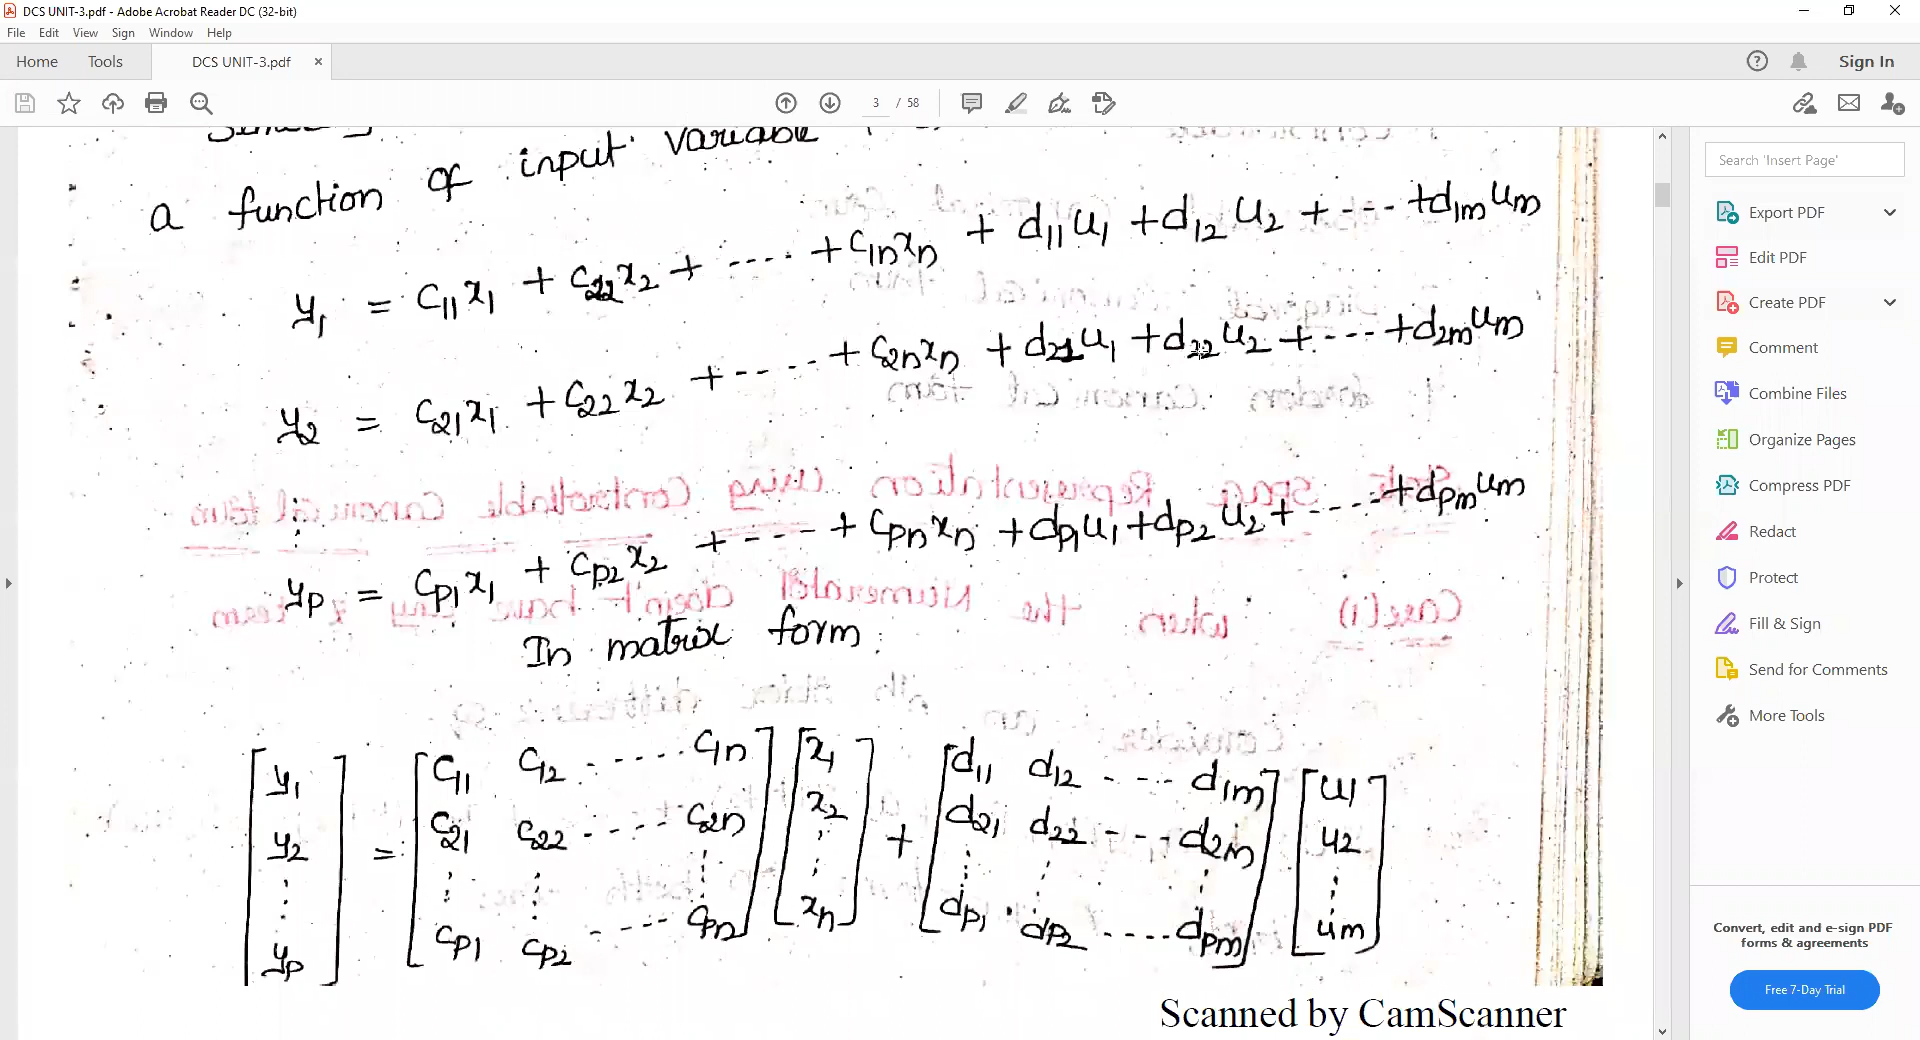 DCS UNIT-3.pdf - Adobe Acrobat Reader DC (32-bit)
File Edit View Sign Window Help
Home Tools DCS UNIT-3.pdf × Sign In
3 / 58
a function of input variable
y₁ = c₁₁x₁ + c₂₂x₂ + ---- + c₁ₙxₙ + d₁₁u₁ + d₁₂u₂ + --- + d₁ₘuₘ
y₂ = c₂₁x₁ + c₂₂x₂ + ---- + c₂ₙxₙ + d₂₁u₁ + d₂₂u₂ + --- + d₂ₘuₘ
⋮
yₚ = cₚ₁x₁ + cₚ₂x₂ + ---- + cₚₙxₙ + dₚ₁u₁ + dₚ₂u₂ + ---- + dₚₘuₘ
In matrix form:
[y₁ y₂ ⋮ yₚ] = [c₁₁ c₁₂ ---- c₁ₙ
c₂₁ c₂₂ ---- c₂ₙ
⋮ ⋮ ⋮
cₚ₁ cₚ₂ ---- cₚₙ] [x₁ x₂ ⋮ xₙ] + [d₁₁ d₁₂ --- d₁ₘ
d₂₁ d₂₂ --- d₂ₘ
⋮ ⋮ ⋮
dₚ₁ dₚ₂ ---- dₚₘ] [u₁ u₂ ⋮ uₘ]
Scanned by CamScanner
Search 'Insert Page'
Export PDF
Edit PDF
Create PDF
Comment
Combine Files
Organize Pages
Compress PDF
Redact
Protect
Fill & Sign
Send for Comments
More Tools
Convert, edit and e-sign PDF
forms & agreements
Free 7-Day Trial